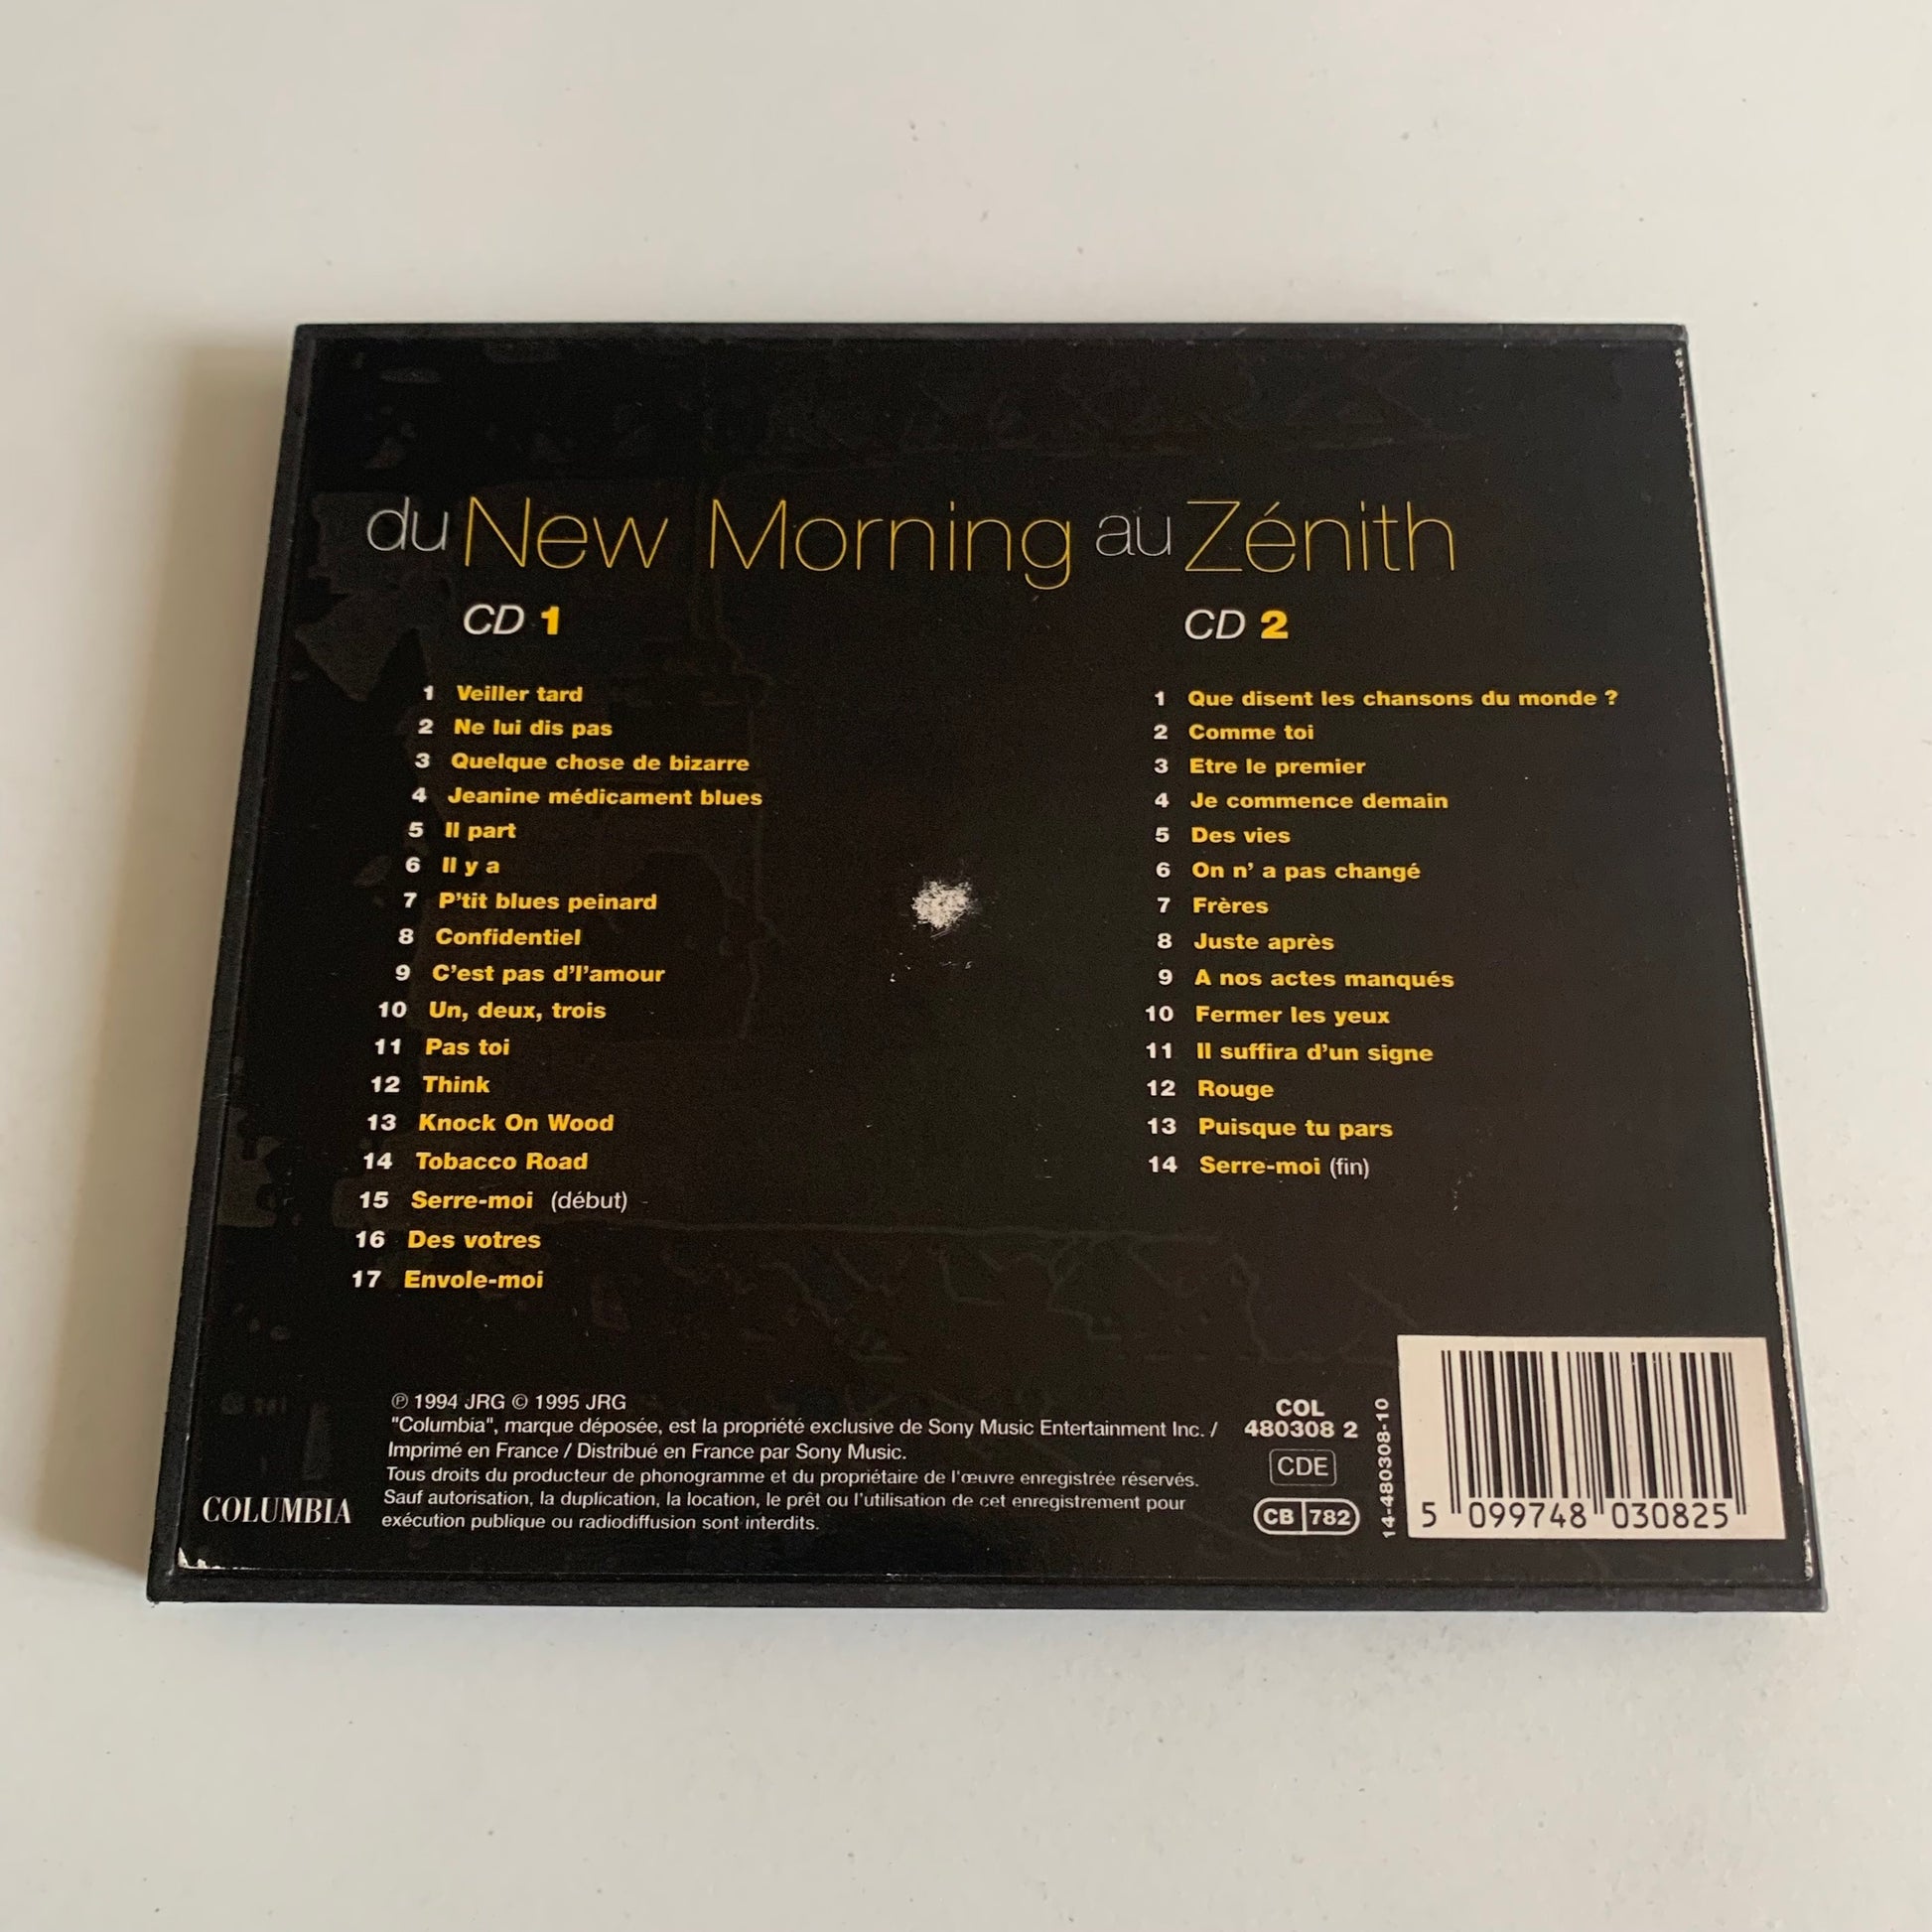 du New Morning au Zénith
CD 1
1 Veiller tard
2 Ne lui dis pas
3 Quelque chose de bizarre
4 Jeanine médicament blues
5 Il part
6 Il y a
7 P'tit blues peinard
8 Confidentiel
9 C'est pas d'l'amour
10 Un, deux, trois
11 Pas toi
12 Think
13 Knock On Wood
14 Tobacco Road
15 Serre-moi (début)
16 Des votres
17 Envole-moi
CD 2
1 Que disent les chansons du monde ?
2 Comme toi
3 Etre le premier
4 Je commence demain
5 Des vies
6 On n' a pas changé
7 Frères
8 Juste après
9 A nos actes manqués
10 Fermer les yeux
11 Il suffira d'un signe
12 Rouge
13 Puisque tu pars
14 Serre-moi (fin)
COLUMBIA
℗ 1994 JRG © 1995 JRG
"Columbia", marque déposée, est la propriété exclusive de Sony Music Entertainment Inc. /
Imprimé en France / Distribué en France par Sony Music.
Tous droits du producteur de phonogramme et du propriétaire de l'œuvre enregistrée réservés.
Sauf autorisation, la duplication, la location, le prêt ou l'utilisation de cet enregistrement pour
exécution publique ou radiodiffusion sont interdits.
COL
480308 2
CDE
CB 782
14-480308-10
5 099748 030825